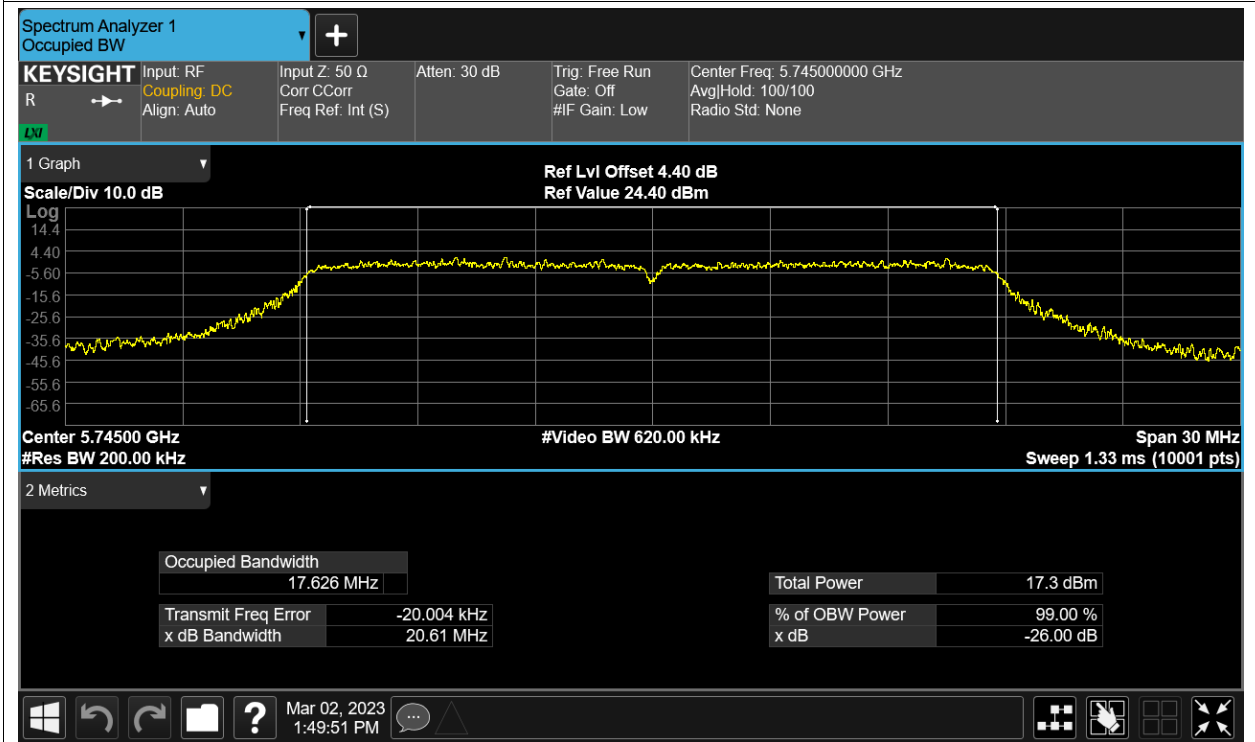 Spectrum Analyzer 1
Occupied BW
KEYSIGHT
R
LXI
Input: RF
Coupling: DC
Align: Auto
Input Z: 50 Ω
Corr CCorr
Freq Ref: Int (S)
Atten: 30 dB
Trig: Free Run
Gate: Off
#IF Gain: Low
Center Freq: 5.745000000 GHz
Avg|Hold: 100/100
Radio Std: None
1 Graph
Scale/Div 10.0 dB
Ref Lvl Offset 4.40 dB
Ref Value 24.40 dBm
Log
14.4
4.40
-5.60
-15.6
-25.6
-35.6
-45.6
-55.6
-65.6
Center 5.74500 GHz
#Res BW 200.00 kHz
#Video BW 620.00 kHz
Span 30 MHz
Sweep 1.33 ms (10001 pts)
2 Metrics
Occupied Bandwidth
17.626 MHz
Transmit Freq Error -20.004 kHz
x dB Bandwidth 20.61 MHz
Total Power 17.3 dBm
% of OBW Power 99.00 %
x dB -26.00 dB
?
Mar 02, 2023
1:49:51 PM